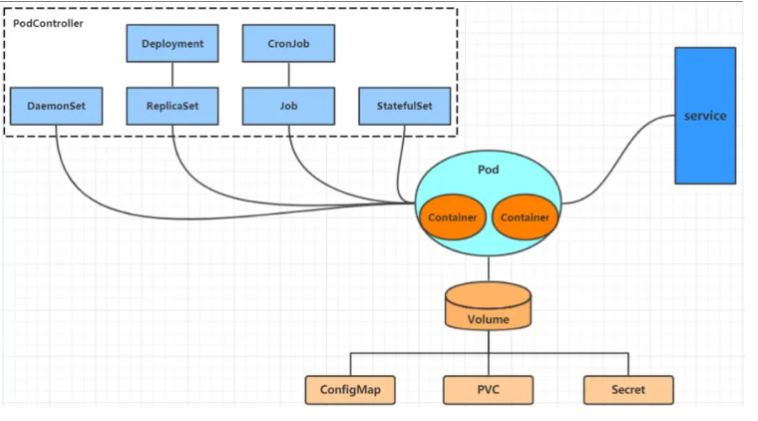 PodController
Deployment
CronJob
DaemonSet
ReplicaSet
Job
StatefulSet
service
Pod
Container
Container
Volume
ConfigMap
PVC
Secret